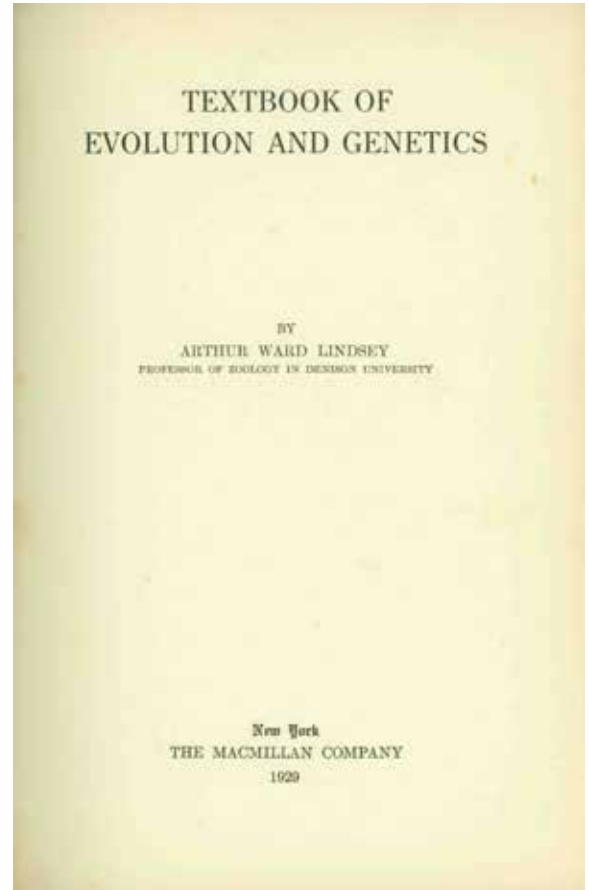 TEXTBOOK OF
EVOLUTION AND GENETICS
BY
ARTHUR WARD LINDSEY
PROFESSOR OF ZOOLOGY IN DENISON UNIVERSITY
New York
THE MACMILLAN COMPANY
1929